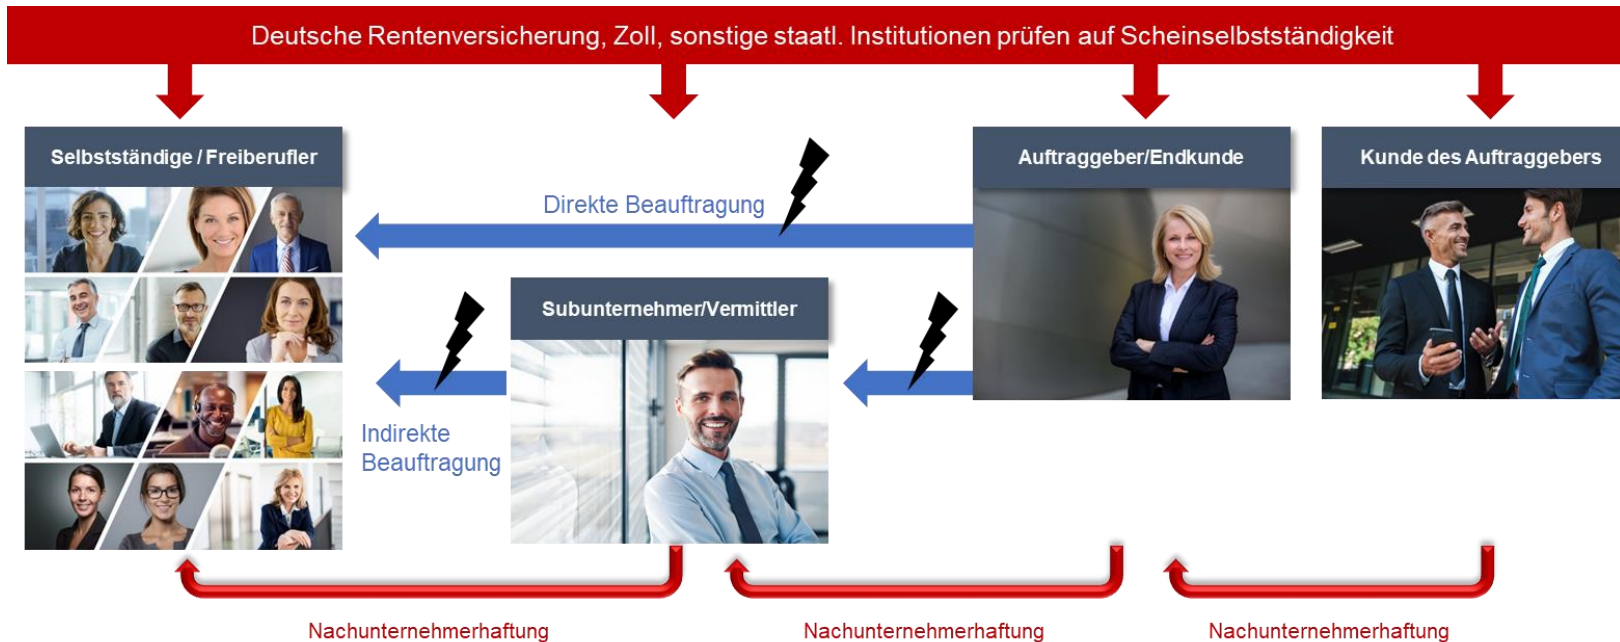 Deutsche Rentenversicherung, Zoll, sonstige staatl. Institutionen prüfen auf Scheinselbstständigkeit
Selbstständige / Freiberufler
Auftraggeber/Endkunde
Kunde des Auftraggebers
Direkte Beauftragung
Subunternehmer/Vermittler
Indirekte
Beauftragung
Nachunternehmerhaftung
Nachunternehmerhaftung
Nachunternehmerhaftung